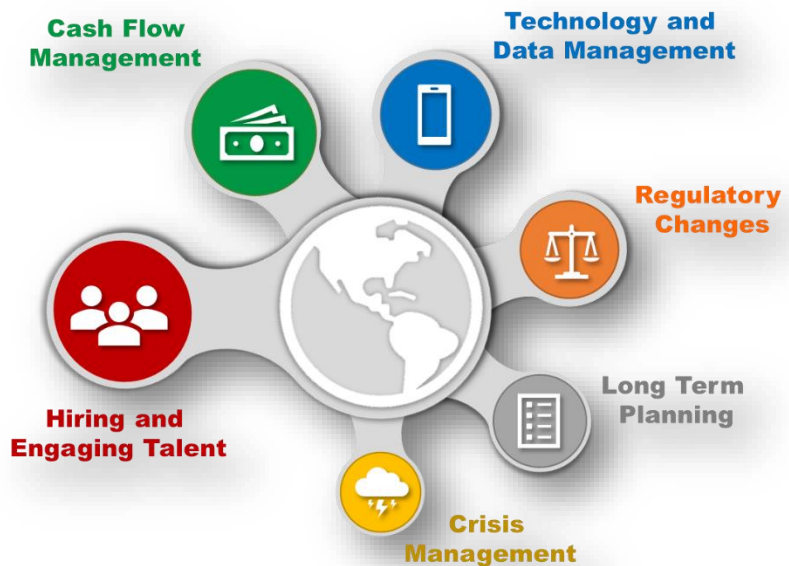 Cash Flow
Management
Technology and
Data Management
Regulatory
Changes
Long Term
Planning
Crisis
Management
Hiring and
Engaging Talent